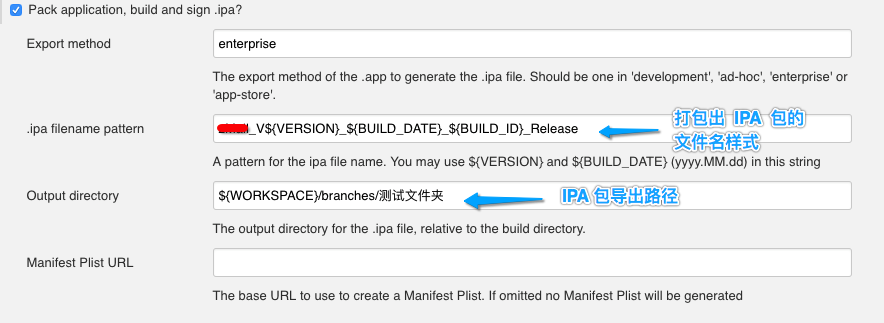 Pack application, build and sign .ipa?
Export method
enterprise
The export method of the .app to generate the .ipa file. Should be one in 'development', 'ad-hoc', 'enterprise' or
'app-store'.
.ipa filename pattern
_V${VERSION}_${BUILD_DATE}_${BUILD_ID}_Release
打包出 IPA 包的
文件名样式
A pattern for the ipa file name. You may use ${VERSION} and ${BUILD_DATE} (yyyy.MM.dd) in this string
Output directory
${WORKSPACE}/branches/测试文件夹
IPA 包导出路径
The output directory for the .ipa file, relative to the build directory.
Manifest Plist URL
The base URL to use to create a Manifest Plist. If omitted no Manifest Plist will be generated